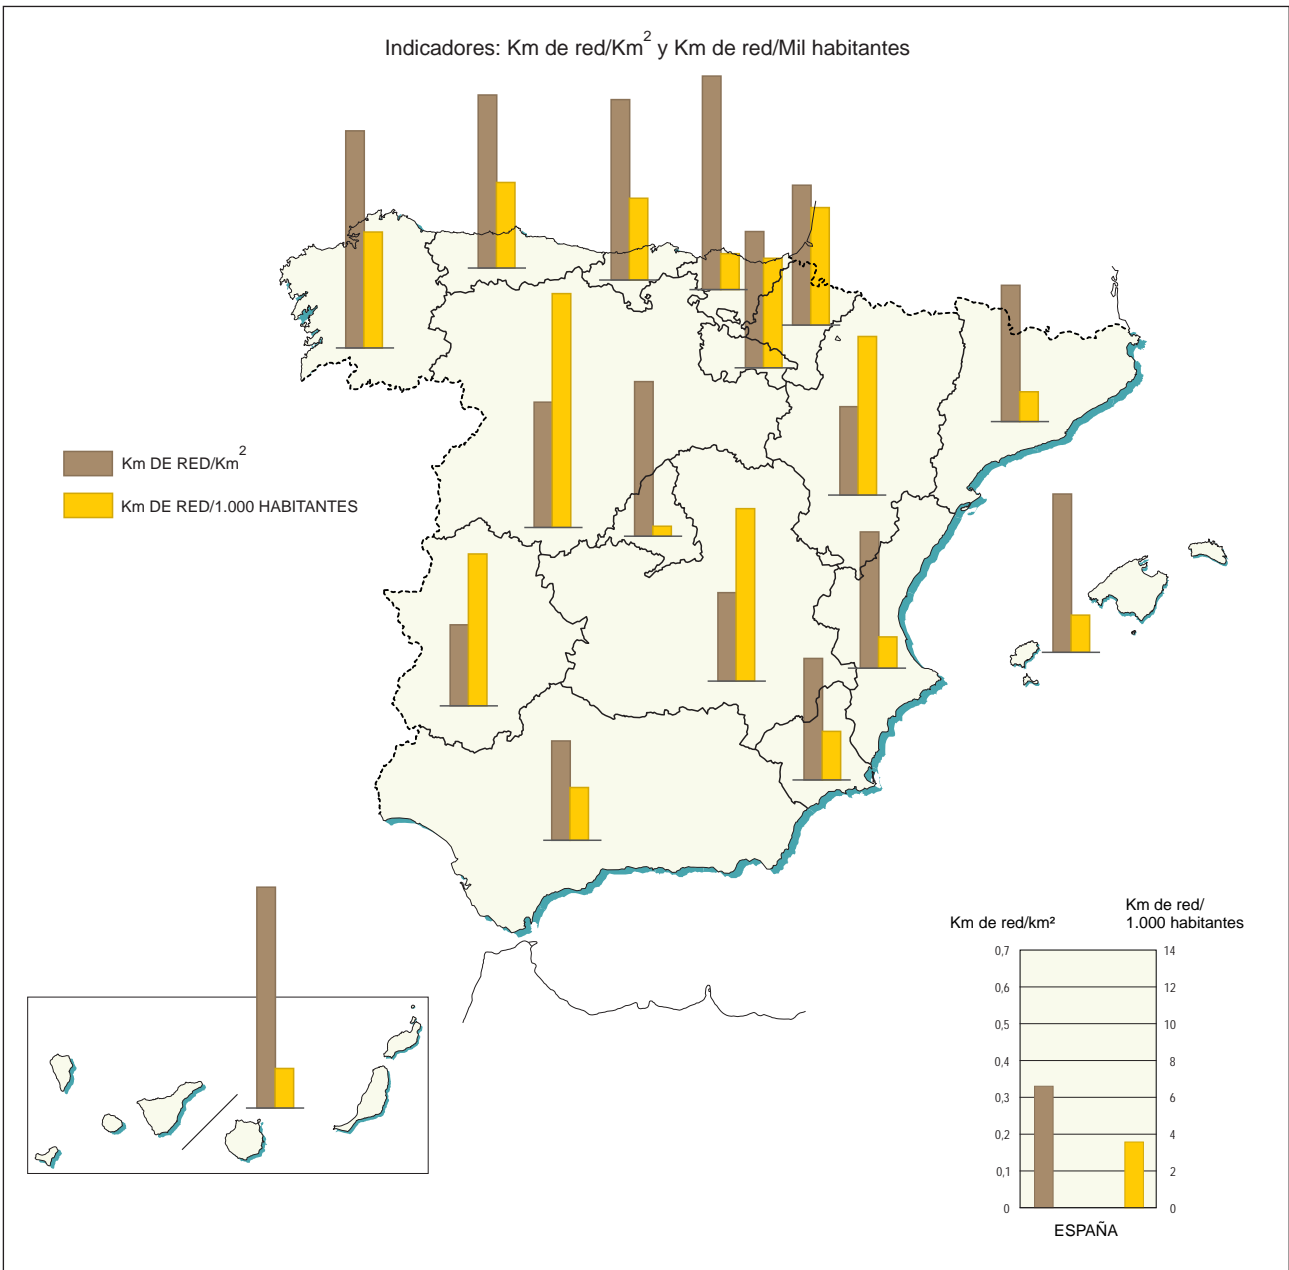 Indicadores: Km de red/Km² y Km de red/Mil habitantes
Km DE RED/Km²
Km DE RED/1.000 HABITANTES
Km de red/km²
Km de red/
1.000 habitantes
0,7
14
0,6
12
0,5
10
0,4
8
0,3
6
0,2
4
0,1
2
0
0
ESPAÑA